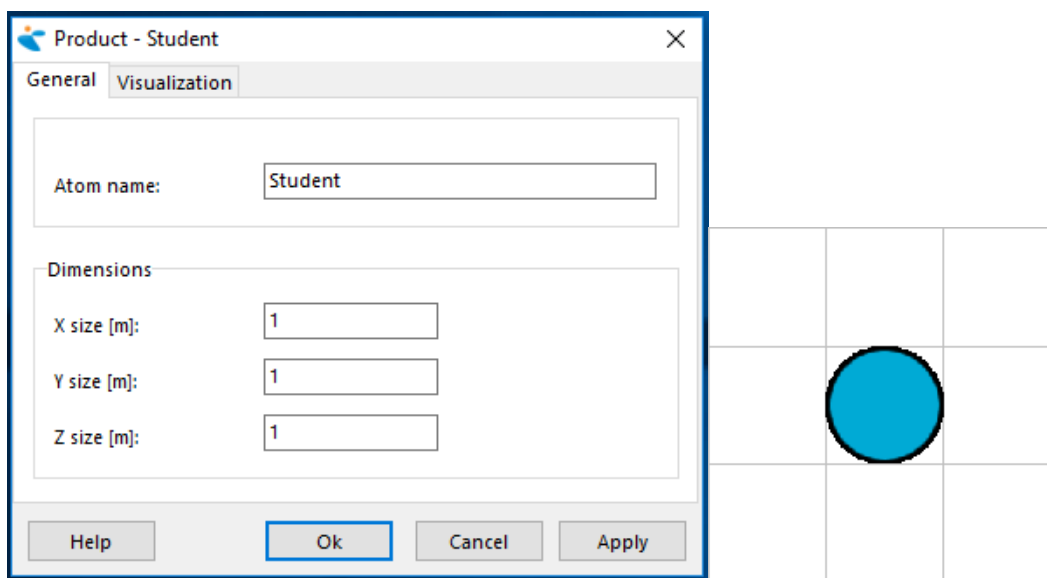 Product - Student
General Visualization
Atom name: Student
Dimensions
X size [m]: 1
Y size [m]: 1
Z size [m]: 1
Help Ok Cancel Apply